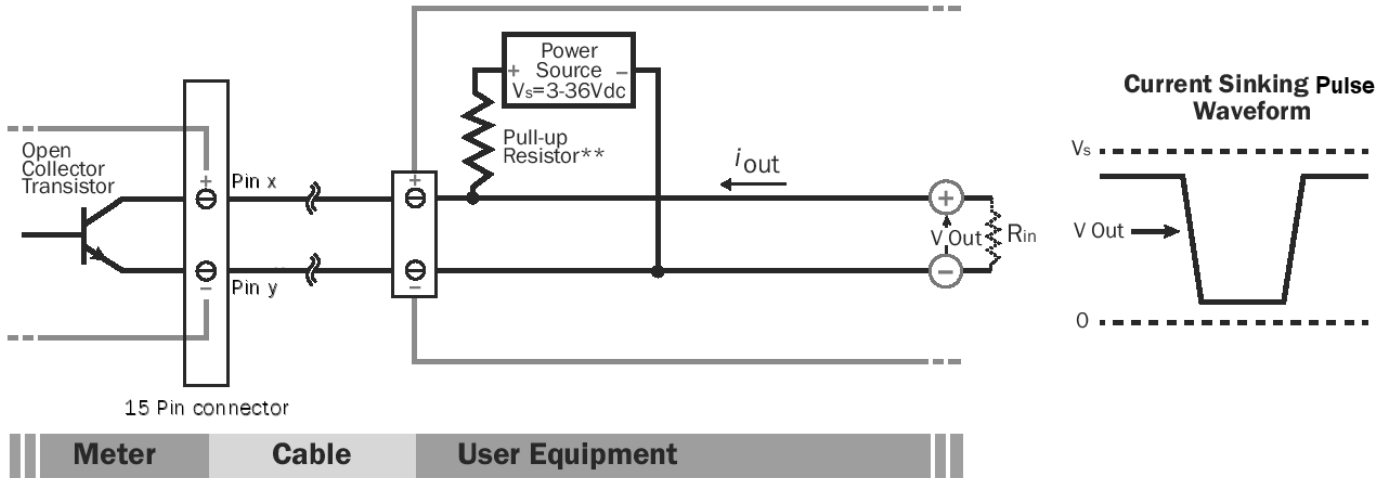 Power
+ Source −
Vs=3-36Vdc
Current Sinking Pulse
Waveform
Open
Collector
Transistor
Pull-up
Resistor**
iout
Vs
+
Pin x
+
+
V Out
Rin
V Out
−
Pin y
−
−
0
15 Pin connector
Meter
Cable
User Equipment